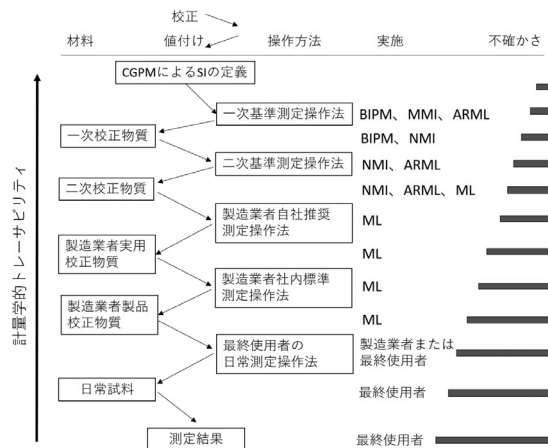 校正
材料 値付け 操作方法 実施 不確かさ
CGPMによるSIの定義
一次基準測定操作法 BIPM、MMI、ARML
一次校正物質 BIPM、NMI
二次基準測定操作法 NMI、ARML
二次校正物質 NMI、ARML、ML
製造業者自社推奨
測定操作法
ML
製造業者実用
校正物質
ML
製造業者社内標準
測定操作法
ML
製造業者製品
校正物質
ML
最終使用者の
日常測定操作法
製造業者または
最終使用者
日常試料 最終使用者
測定結果 最終使用者
計量学的トレーサビリティ